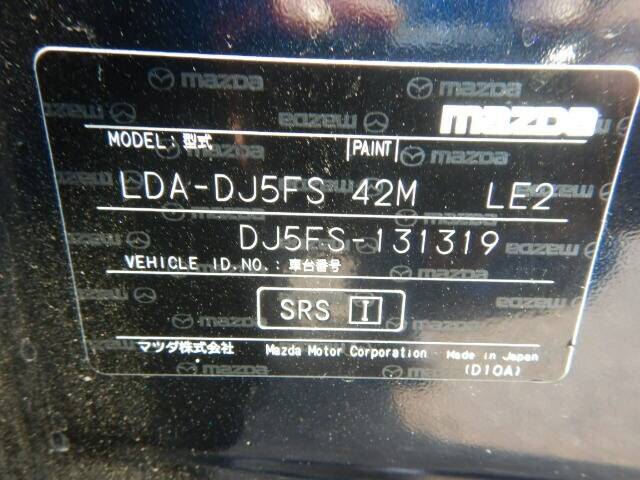 mazda
MODEL:型式 PAINT
LDA-DJ5FS 42M LE2
DJ5FS-131319
VEHICLE ID.NO.:車台番号
SRS I
マツダ株式会社 Mazda Motor Corporation Made in Japan
(D10A)